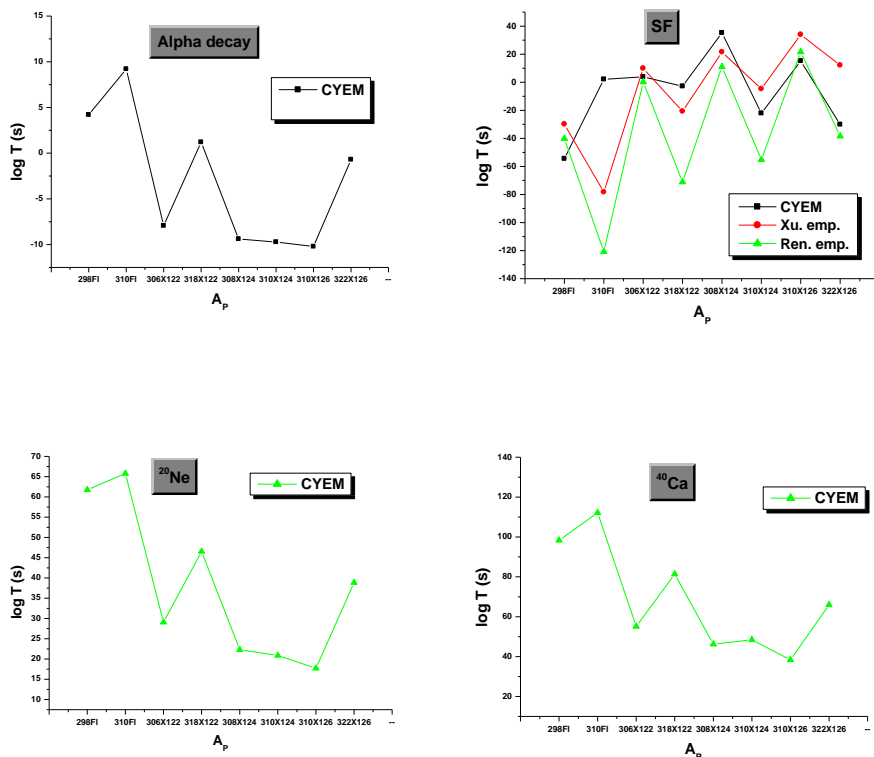 Alpha decay
CYEM
log T (s)
15
10
5
0
-5
-10
298Fl
310Fl
306X122
318X122
308X124
310X124
310X126
322X126
--
A_P
SF
CYEM
Xu. emp.
Ren. emp.
log T (s)
40
20
0
-20
-40
-60
-80
-100
-120
-140
298Fl
310Fl
306X122
318X122
308X124
310X124
310X126
322X126
A_P
20Ne
CYEM
log T (s)
70
65
60
55
50
45
40
35
30
25
20
15
10
298Fl
310Fl
306X122
318X122
308X124
310X124
310X126
322X126
--
A_P
40Ca
CYEM
log T (s)
140
120
100
80
60
40
20
298Fl
310Fl
306X122
318X122
308X124
310X124
310X126
322X126
--
A_P